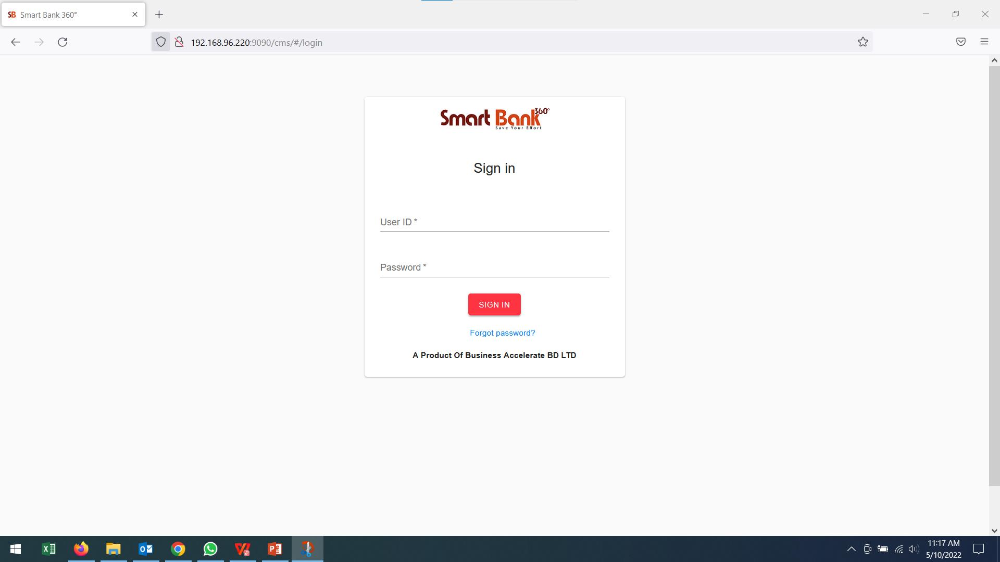 Smart Bank 360°
192.168.96.220:9090/cms/#/login
Smart Bank 360°
Save Your Effort
Sign in
User ID *
Password *
SIGN IN
Forgot password?
A Product Of Business Accelerate BD LTD
11:17 AM
5/10/2022